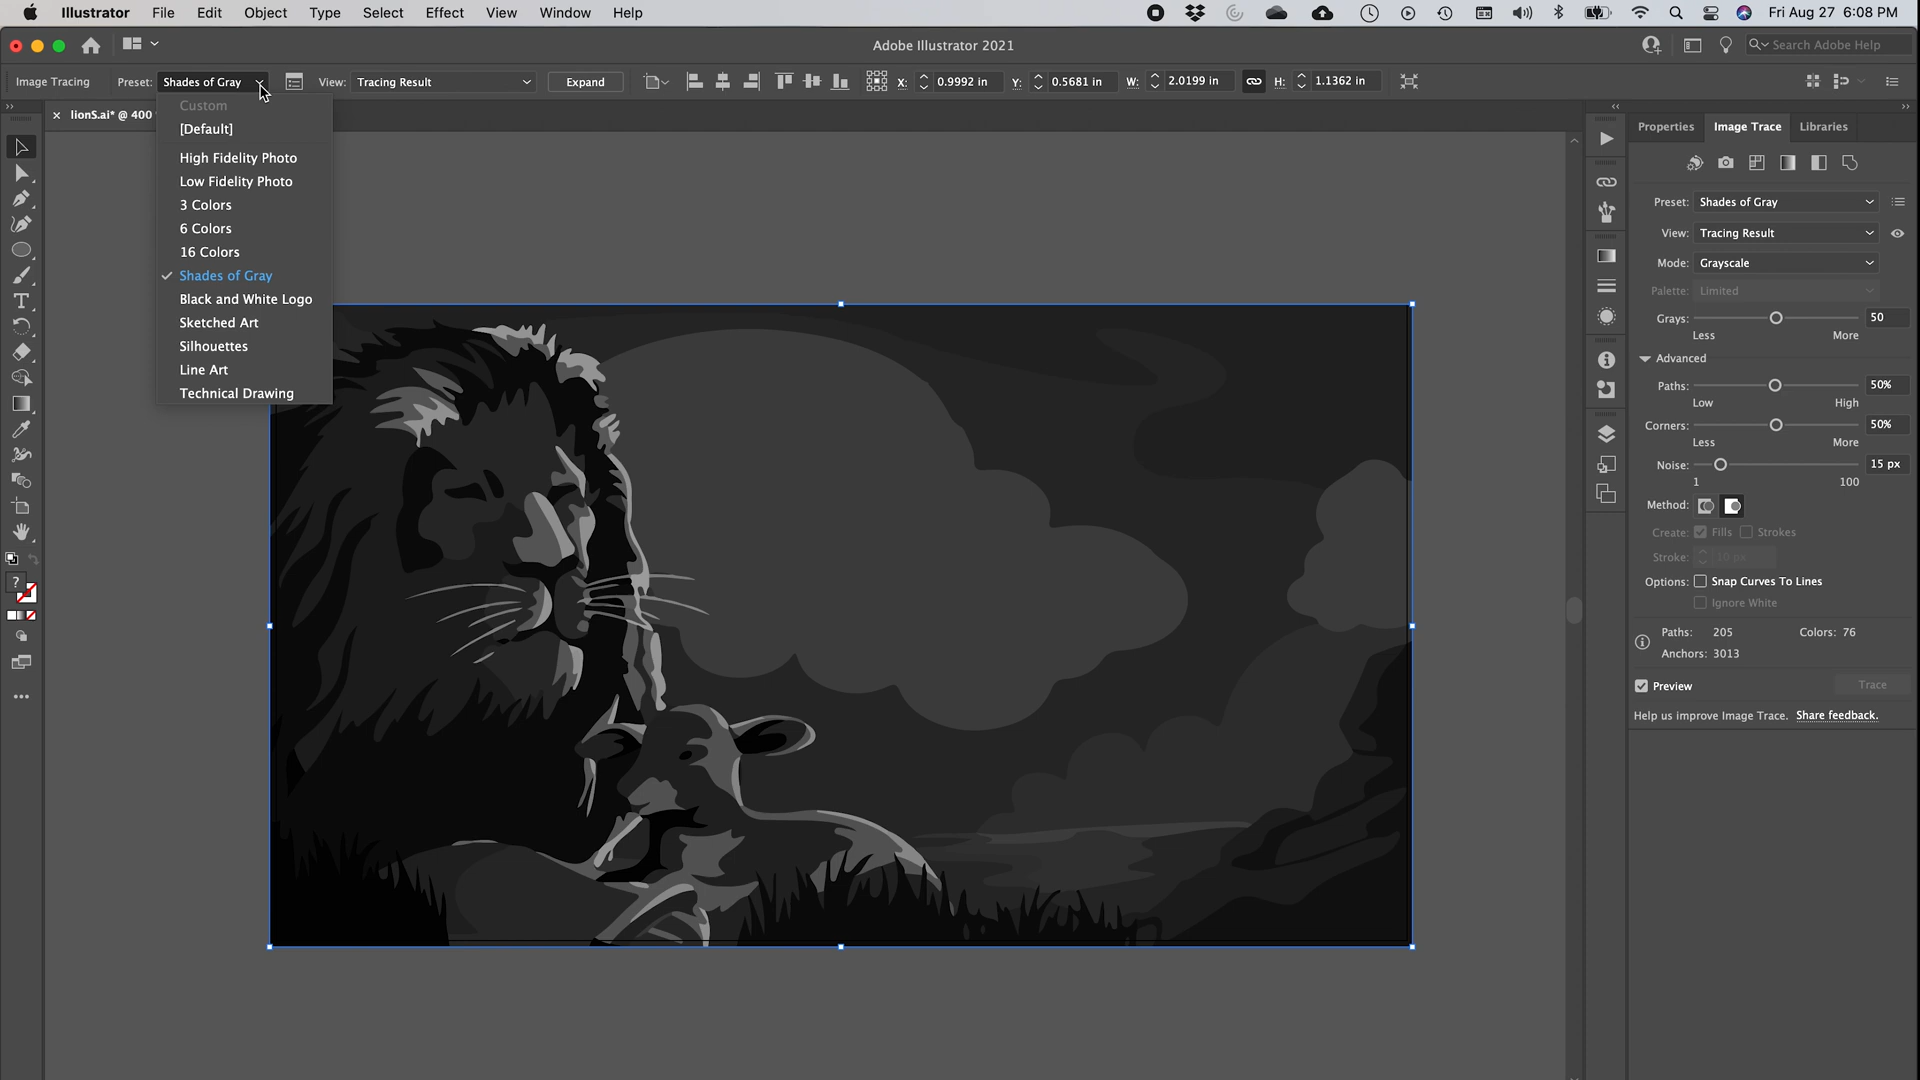 Illustrator File Edit Object Type Select Effect View Window Help Fri Aug 27 6:08 PM
Adobe Illustrator 2021 Search Adobe Help
Image Tracing Preset: Shades of Gray View: Tracing Result Expand X: 0.9992 in Y: 0.5681 in W: 2.0199 in H: 1.1362 in
× lionS.ai* @ 400
Custom
[Default]
High Fidelity Photo
Low Fidelity Photo
3 Colors
6 Colors
16 Colors
✓ Shades of Gray
Black and White Logo
Sketched Art
Silhouettes
Line Art
Technical Drawing
Properties Image Trace Libraries
Preset: Shades of Gray
View: Tracing Result
Mode: Grayscale
Palette: Limited
Grays: 50
Less More
Advanced
Paths: 50%
Low High
Corners: 50%
Less More
Noise: 15 px
1 100
Method:
Create: Fills Strokes
Stroke: 10 px
Options: Snap Curves To Lines
Ignore White
Paths: 205 Colors: 76
Anchors: 3013
Preview Trace
Help us improve Image Trace. Share feedback.